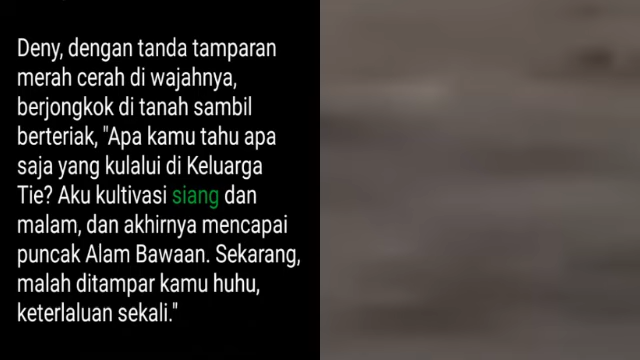 Deny, dengan tanda tamparan
merah cerah di wajahnya,
berjongkok di tanah sambil
berteriak, "Apa kamu tahu apa
saja yang kulalui di Keluarga
Tie? Aku kultivasi siang dan
malam, dan akhirnya mencapai
puncak Alam Bawaan. Sekarang,
malah ditampar kamu huhu,
keterlaluan sekali."